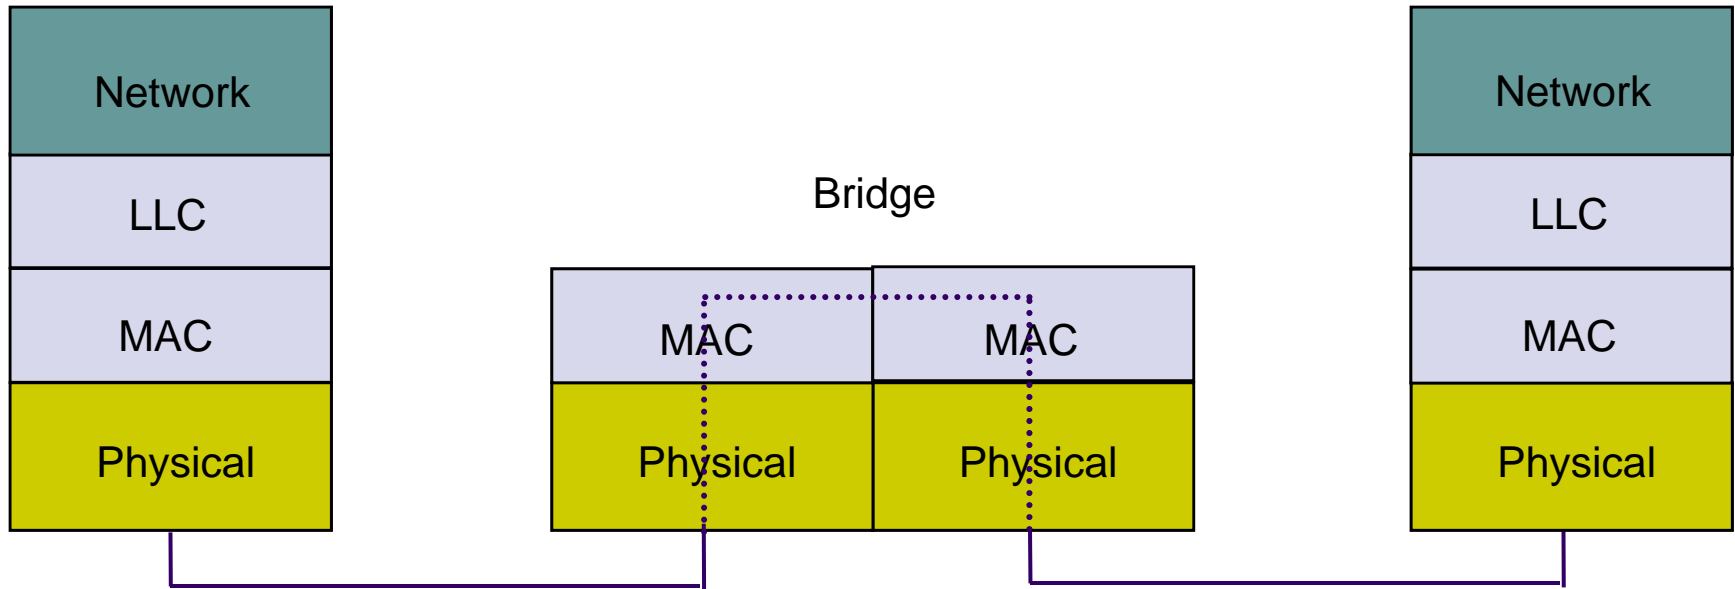 Network
LLC
MAC
Physical
Bridge
MAC
MAC
Physical
Physical
Network
LLC
MAC
Physical